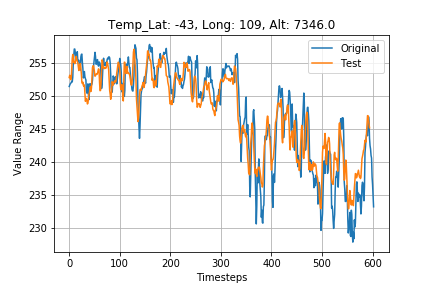 Temp_Lat: -43, Long: 109, Alt: 7346.0
Original
Test
Value Range
255
250
245
240
235
230
0 100 200 300 400 500 600
Timesteps